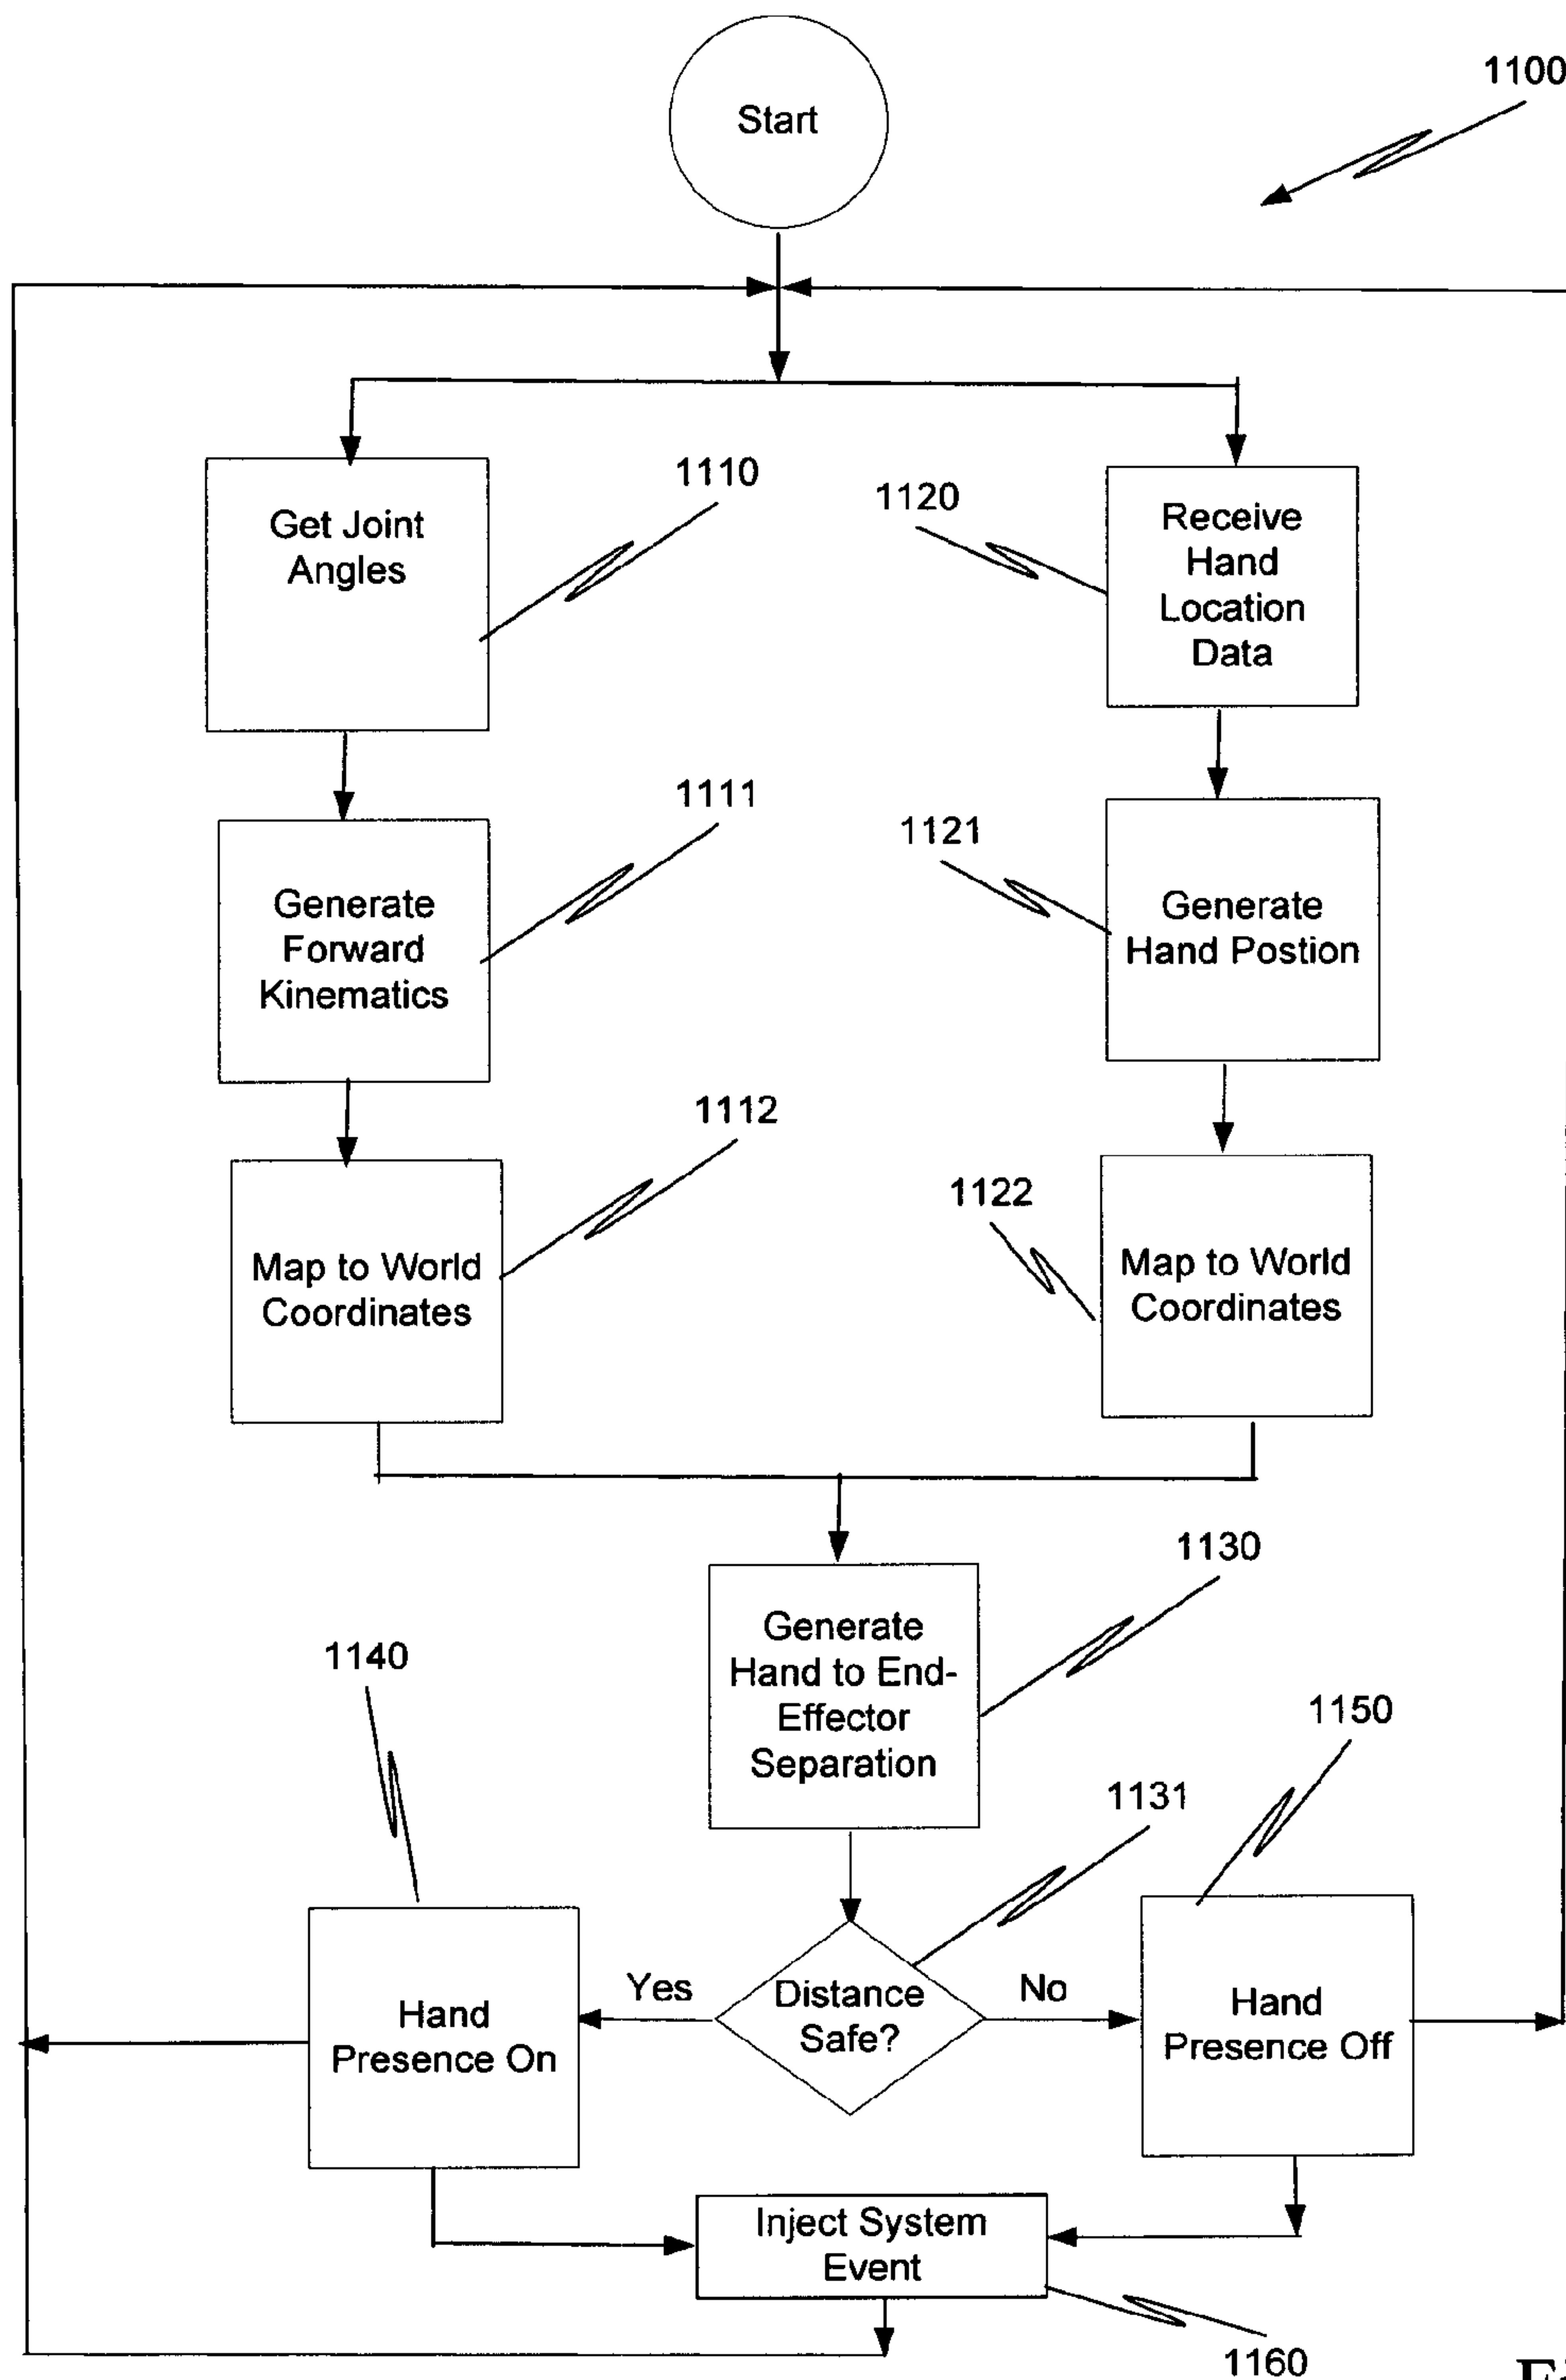 Start
1100
Get Joint
Angles
1110
1120
Receive
Hand
Location
Data
Generate
Forward
Kinematics
1111
1121
Generate
Hand Postion
Map to World
Coordinates
1112
1122
Map to World
Coordinates
Generate
Hand to End-
Effector
Separation
1130
1131
1140
1150
Hand
Presence On
Yes
Distance
Safe?
No
Hand
Presence Off
Inject System
Event
1160